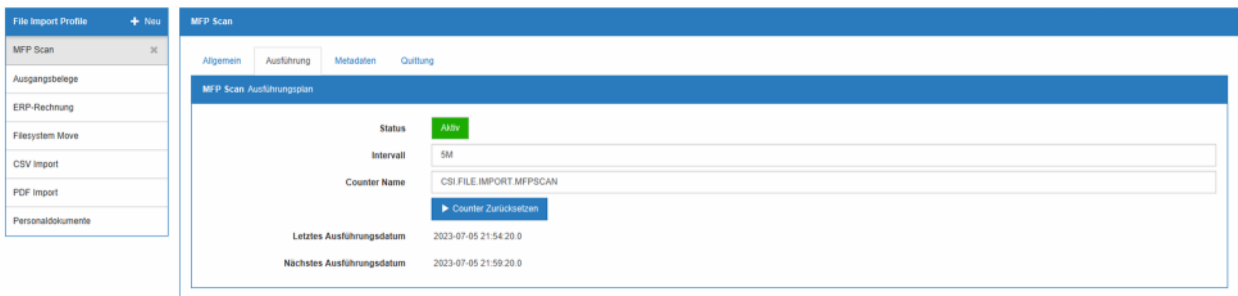 File Import Profile + Neu
MFP Scan
Ausgangsbelege
ERP-Rechnung
Filesystem Move
CSV Import
PDF Import
Personaldokumente
MFP Scan
Allgemein Ausführung Metadaten Quittung
MFP Scan Ausführungsplan
Status Aktiv
Intervall 5M
Counter Name CSI.FILE.IMPORT.MFPSCAN
Counter Zurücksetzen
Letztes Ausführungsdatum 2023-07-05 21:54:20.0
Nächstes Ausführungsdatum 2023-07-05 21:59:20.0